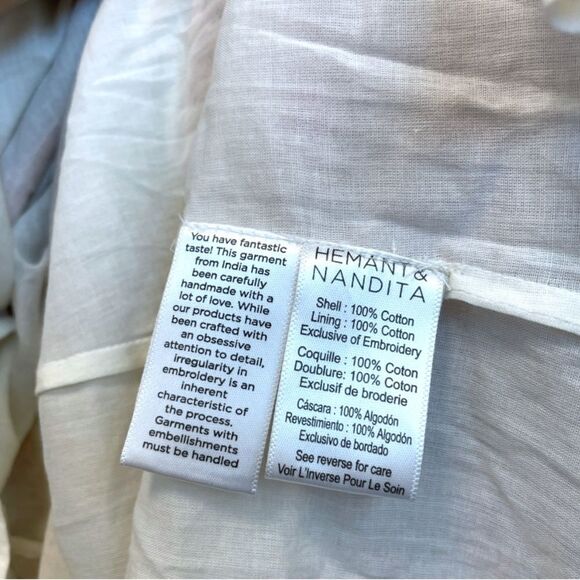 You have fantastic
taste! This garment
from India has
been carefully
handmade with a
lot of love. While
our products have
been crafted with
an obsessive
attention to detail,
irregularity in
embroidery is an
inherent
characteristic of
the process.
Garments with
embellishments
must be handled
HEMANT &
NANDITA
Shell : 100% Cotton
Lining : 100% Cotton
Exclusive of Embroidery
Coquille : 100% Coton
Doublure: 100% Coton
Exclusif de broderie
Cáscara : 100% Algodón
Revestimiento : 100% Algodón
Exclusivo de bordado
See reverse for care
Voir L'Inverse Pour Le Soin